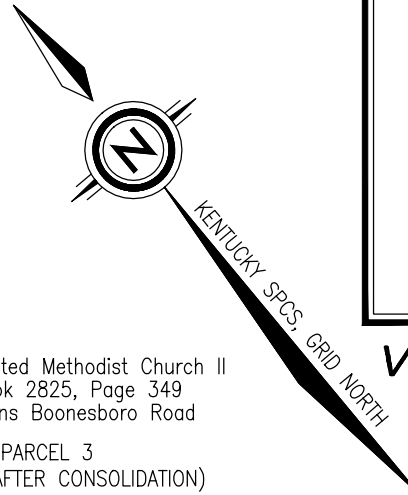 N
KENTUCKY SPCS, GRID NORTH
ted Methodist Church II
ok 2825, Page 349
ns Boonesboro Road
PARCEL 3
AFTER CONSOLIDATION)